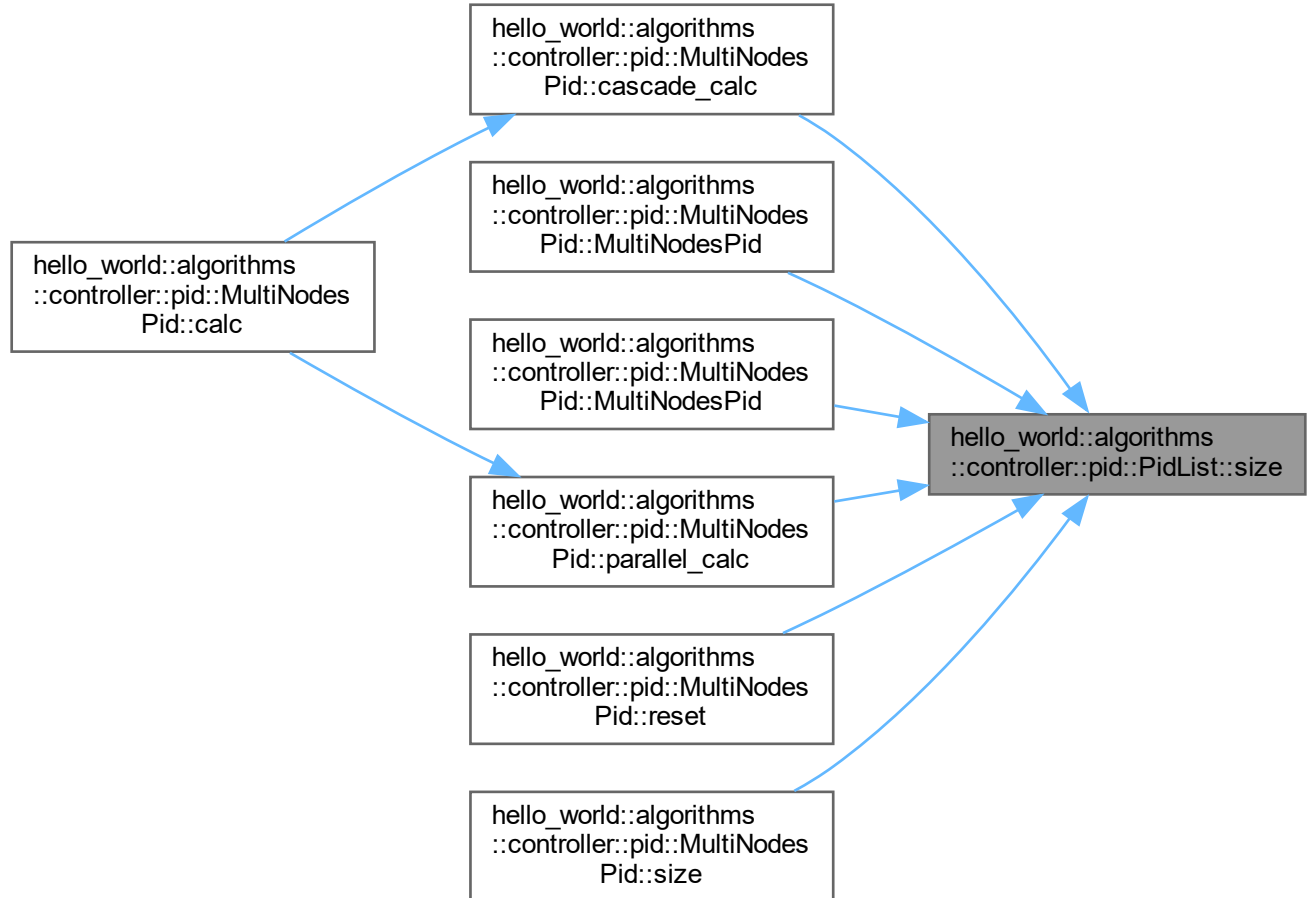 hello_world::algorithms
::controller::pid::MultiNodes
Pid::cascade_calc
hello_world::algorithms
::controller::pid::MultiNodes
Pid::MultiNodesPid
hello_world::algorithms
::controller::pid::MultiNodes
Pid::calc
hello_world::algorithms
::controller::pid::MultiNodes
Pid::MultiNodesPid
hello_world::algorithms
::controller::pid::PidList::size
hello_world::algorithms
::controller::pid::MultiNodes
Pid::parallel_calc
hello_world::algorithms
::controller::pid::MultiNodes
Pid::reset
hello_world::algorithms
::controller::pid::MultiNodes
Pid::size